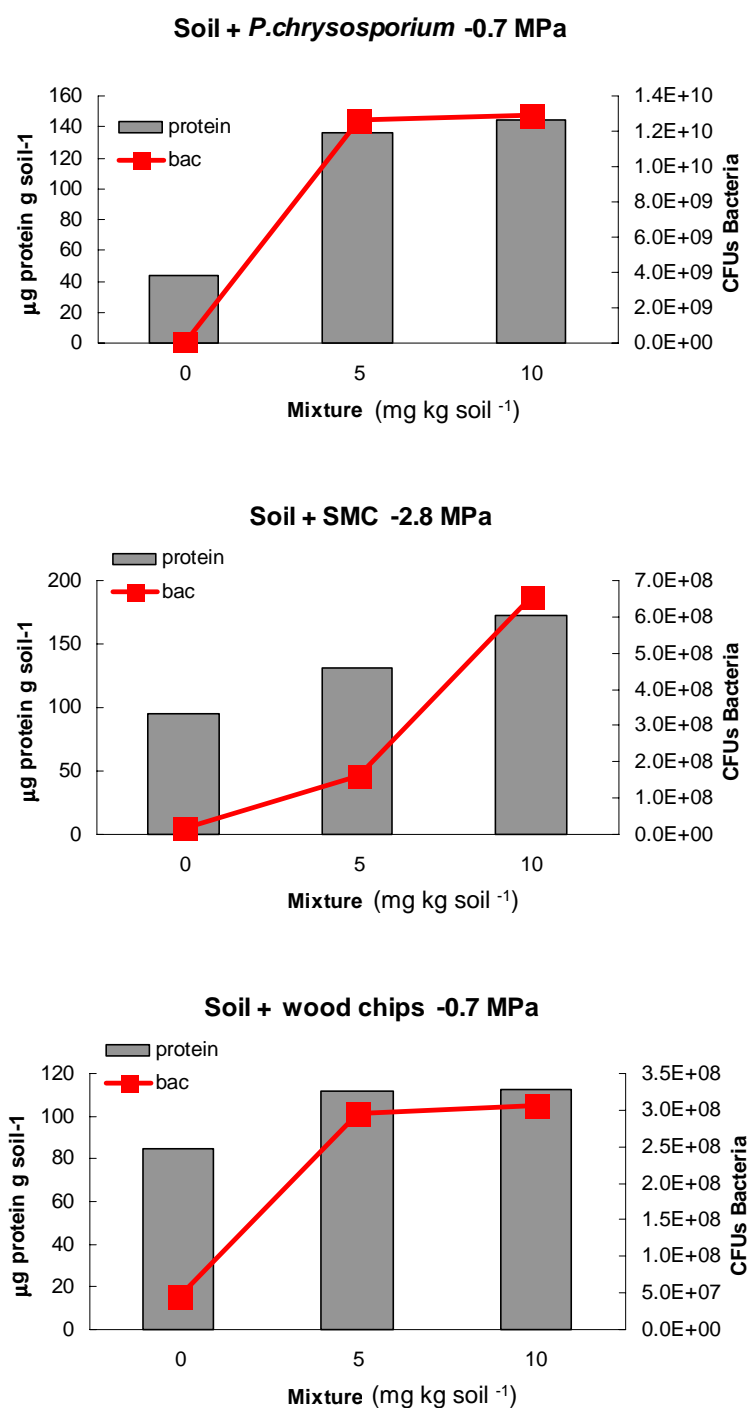 Soil + P.chrysosporium -0.7 MPa
protein
bac
µg protein g soil-1
160
140
120
100
80
60
40
20
0
1.4E+10
1.2E+10
1.0E+10
8.0E+09
6.0E+09
4.0E+09
2.0E+09
0.0E+00
CFUs Bacteria
0 5 10
Mixture (mg kg soil -1)
Soil + SMC -2.8 MPa
protein
bac
µg protein g soil-1
200
150
100
50
0
7.0E+08
6.0E+08
5.0E+08
4.0E+08
3.0E+08
2.0E+08
1.0E+08
0.0E+00
CFUs Bacteria
0 5 10
Mixture (mg kg soil -1)
Soil + wood chips -0.7 MPa
protein
bac
µg protein g soil-1
120
100
80
60
40
20
0
3.5E+08
3.0E+08
2.5E+08
2.0E+08
1.5E+08
1.0E+08
5.0E+07
0.0E+00
CFUs Bacteria
0 5 10
Mixture (mg kg soil -1)